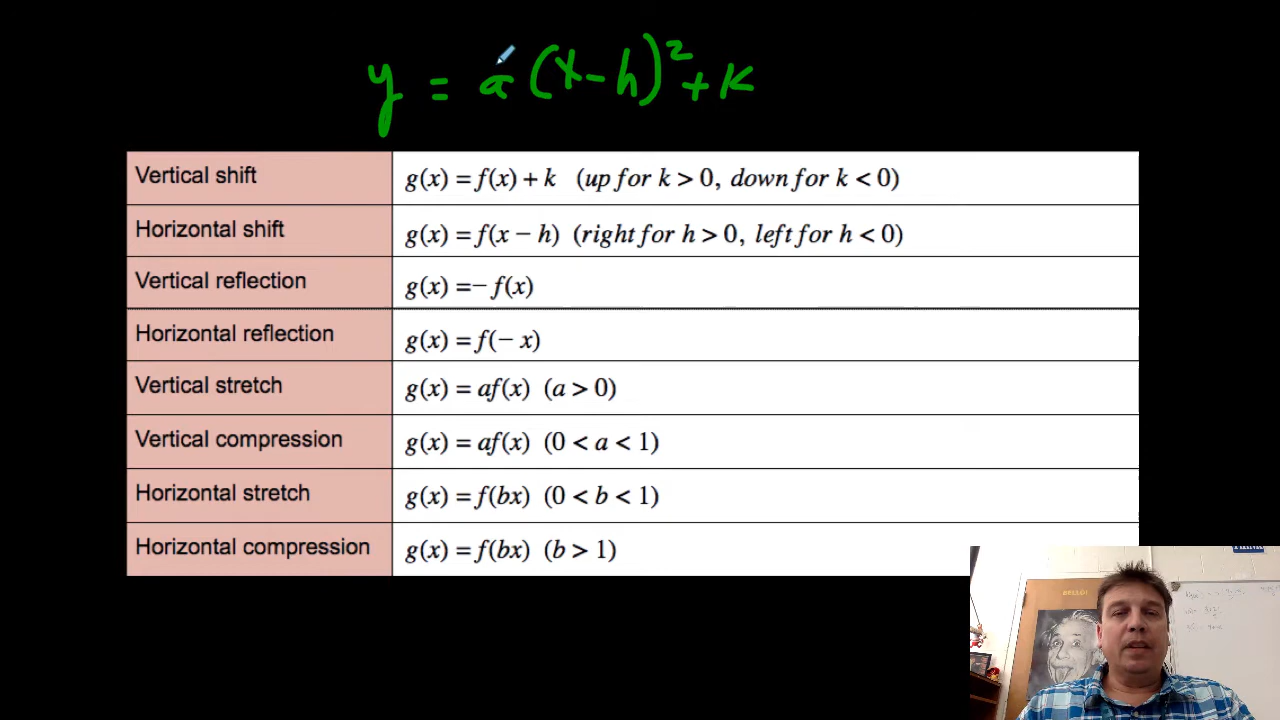 y = a(x-h)²+k
Vertical shift g(x) = f(x) + k (up for k > 0, down for k < 0)
Horizontal shift g(x) = f(x − h) (right for h > 0, left for h < 0)
Vertical reflection g(x) =− f(x)
Horizontal reflection g(x) = f(− x)
Vertical stretch g(x) = af(x) (a > 0)
Vertical compression g(x) = af(x) (0 < a < 1)
Horizontal stretch g(x) = f(bx) (0 < b < 1)
Horizontal compression g(x) = f(bx) (b > 1)
HELLO!